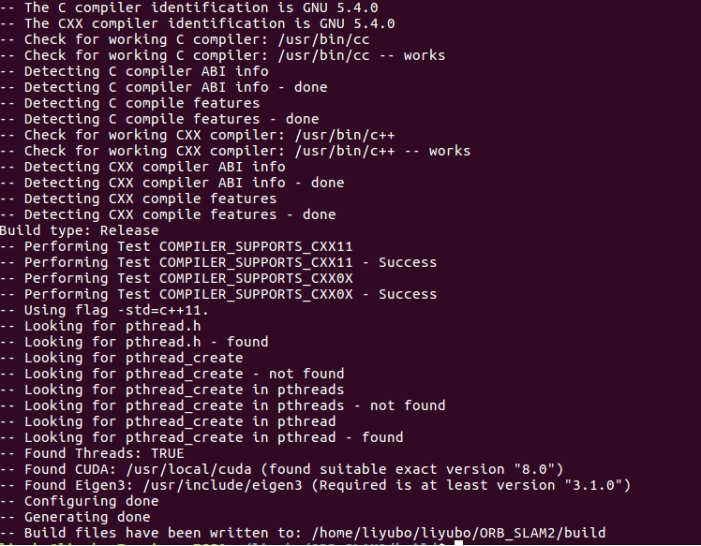 -- The C compiler identification is GNU 5.4.0
-- The CXX compiler identification is GNU 5.4.0
-- Check for working C compiler: /usr/bin/cc
-- Check for working C compiler: /usr/bin/cc -- works
-- Detecting C compiler ABI info
-- Detecting C compiler ABI info - done
-- Detecting C compile features
-- Detecting C compile features - done
-- Check for working CXX compiler: /usr/bin/c++
-- Check for working CXX compiler: /usr/bin/c++ -- works
-- Detecting CXX compiler ABI info
-- Detecting CXX compiler ABI info - done
-- Detecting CXX compile features
-- Detecting CXX compile features - done
Build type: Release
-- Performing Test COMPILER_SUPPORTS_CXX11
-- Performing Test COMPILER_SUPPORTS_CXX11 - Success
-- Performing Test COMPILER_SUPPORTS_CXX0X
-- Performing Test COMPILER_SUPPORTS_CXX0X - Success
-- Using flag -std=c++11.
-- Looking for pthread.h
-- Looking for pthread.h - found
-- Looking for pthread_create
-- Looking for pthread_create - not found
-- Looking for pthread_create in pthreads
-- Looking for pthread_create in pthreads - not found
-- Looking for pthread_create in pthread
-- Looking for pthread_create in pthread - found
-- Found Threads: TRUE
-- Found CUDA: /usr/local/cuda (found suitable exact version "8.0")
-- Found Eigen3: /usr/include/eigen3 (Required is at least version "3.1.0")
-- Configuring done
-- Generating done
-- Build files have been written to: /home/liyubo/liyubo/ORB_SLAM2/build